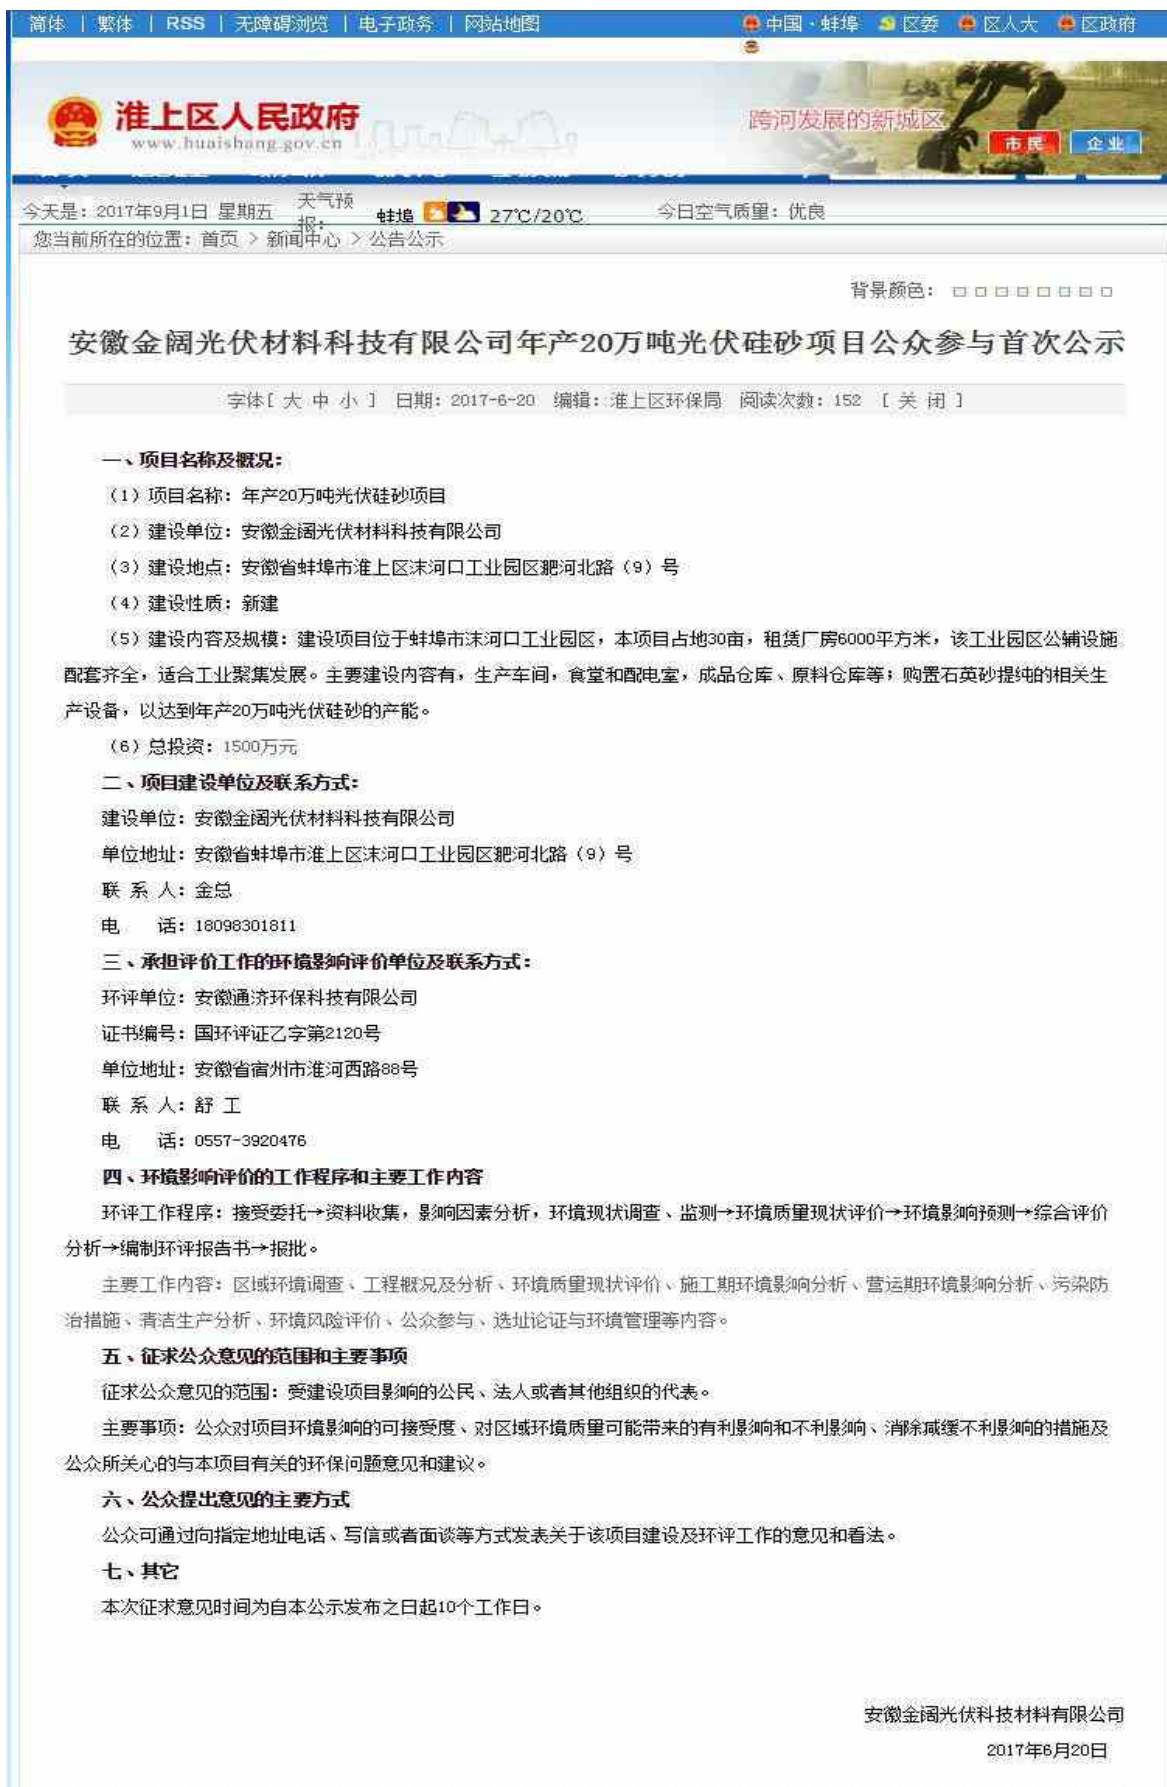 简体 | 繁体 | RSS | 无障碍浏览 | 电子政务 | 网站地图 中国·蚌埠 区委 区人大 区政府
淮上区人民政府
www.huaishang.gov.cn
跨河发展的新城区
市民 企业
今天是：2017年9月1日 星期五 天气预报： 蚌埠 27℃/20℃ 今日空气质量：优良
您当前所在的位置：首页 > 新闻中心 > 公告公示
背景颜色：
安徽金阔光伏材料科技有限公司年产20万吨光伏硅砂项目公众参与首次公示
字体[ 大 中 小 ] 日期：2017-6-20 编辑：淮上区环保局 阅读次数：152 [ 关 闭 ]
一、项目名称及概况：
（1）项目名称：年产20万吨光伏硅砂项目
（2）建设单位：安徽金阔光伏材料科技有限公司
（3）建设地点：安徽省蚌埠市淮上区沫河口工业园区淝河北路（9）号
（4）建设性质：新建
（5）建设内容及规模：建设项目位于蚌埠市沫河口工业园区，本项目占地30亩，租赁厂房6000平方米，该工业园区公辅设施
配套齐全，适合工业聚集发展。主要建设内容有，生产车间，食堂和配电室，成品仓库、原料仓库等；购置石英砂提纯的相关生
产设备，以达到年产20万吨光伏硅砂的产能。
（6）总投资：1500万元
二、项目建设单位及联系方式：
建设单位：安徽金阔光伏材料科技有限公司
单位地址：安徽省蚌埠市淮上区沫河口工业园区淝河北路（9）号
联 系 人：金总
电 话：18098301811
三、承担评价工作的环境影响评价单位及联系方式：
环评单位：安徽通济环保科技有限公司
证书编号：国环评证乙字第2120号
单位地址：安徽省宿州市淮河西路88号
联 系 人：舒 工
电 话：0557-3920476
四、环境影响评价的工作程序和主要工作内容
环评工作程序：接受委托→资料收集，影响因素分析，环境现状调查、监测→环境质量现状评价→环境影响预测→综合评价
分析→编制环评报告书→报批。
主要工作内容：区域环境调查、工程概况及分析、环境质量现状评价、施工期环境影响分析、营运期环境影响分析、污染防
治措施、清洁生产分析、环境风险评价、公众参与、选址论证与环境管理等内容。
五、征求公众意见的范围和主要事项
征求公众意见的范围：受建设项目影响的公民、法人或者其他组织的代表。
主要事项：公众对项目环境影响的可接受度、对区域环境质量可能带来的有利影响和不利影响、消除减缓不利影响的措施及
公众所关心的与本项目有关的环保问题意见和建议。
六、公众提出意见的主要方式
公众可通过向指定地址电话、写信或者面谈等方式发表关于该项目建设及环评工作的意见和看法。
七、其它
本次征求意见时间为自本公示发布之日起10个工作日。
安徽金阔光伏科技材料有限公司
2017年6月20日